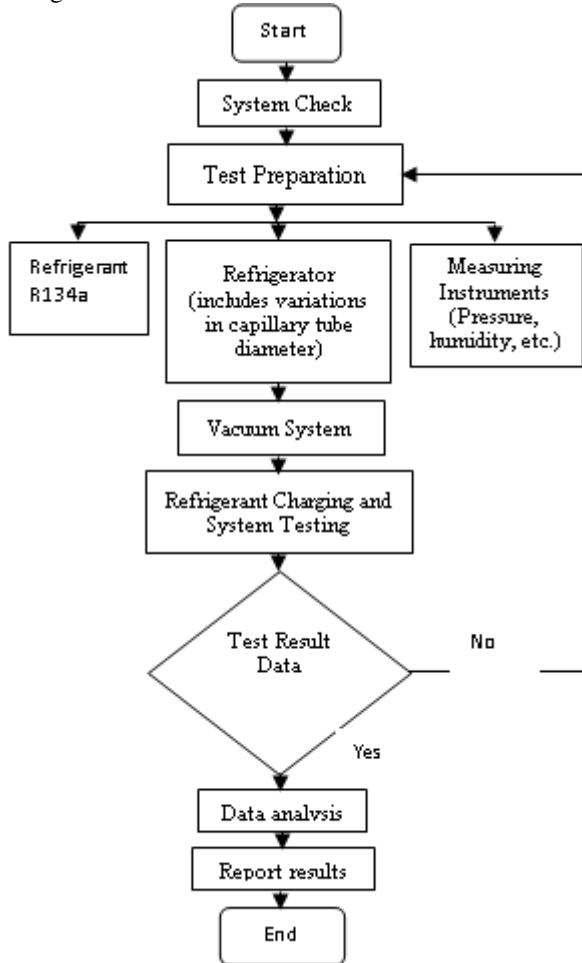 Start
System Check
Test Preparation
Refrigerant
R134a
Refrigerator
(includes variations
in capillary tube
diameter)
Measuring
Instruments
(Pressure,
humidity, etc.)
Vacuum System
Refrigerant Charging and
System Testing
Test Result
Data
No
Yes
Data analysis
Report results
End